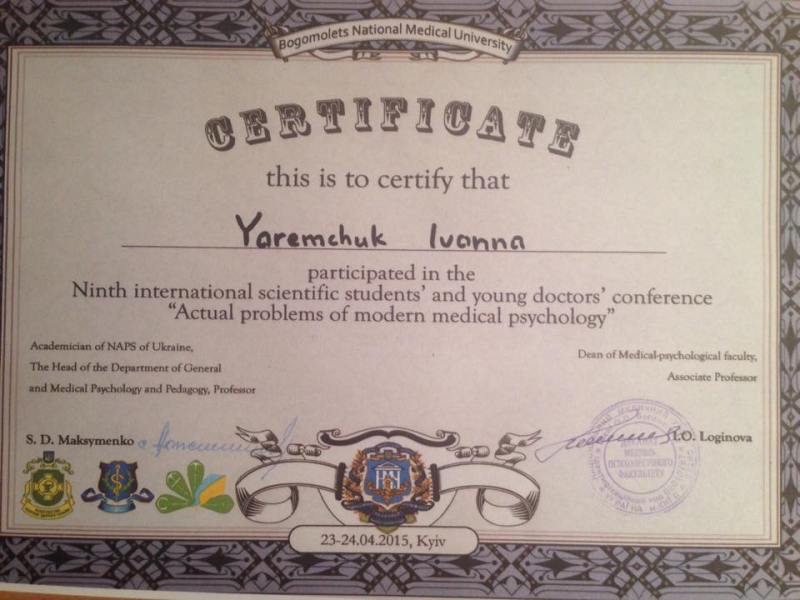 Bogomolets National Medical University
CERTIFICATE
this is to certify that
Yaremchuk Ivanna
participated in the
Ninth international scientific students' and young doctors' conference
"Actual problems of modern medical psychology"
Academician of NAPS of Ukraine,
The Head of the Department of General
and Medical Psychology and Pedagogy, Professor
S. D. Maksymenko
Dean of Medical-psychological faculty,
Associate Professor
I.O. Loginova
МЕДИКО-
ПСИХОЛОГІЧНОГО
ФАКУЛЬТЕТУ
23-24.04.2015, Kyiv